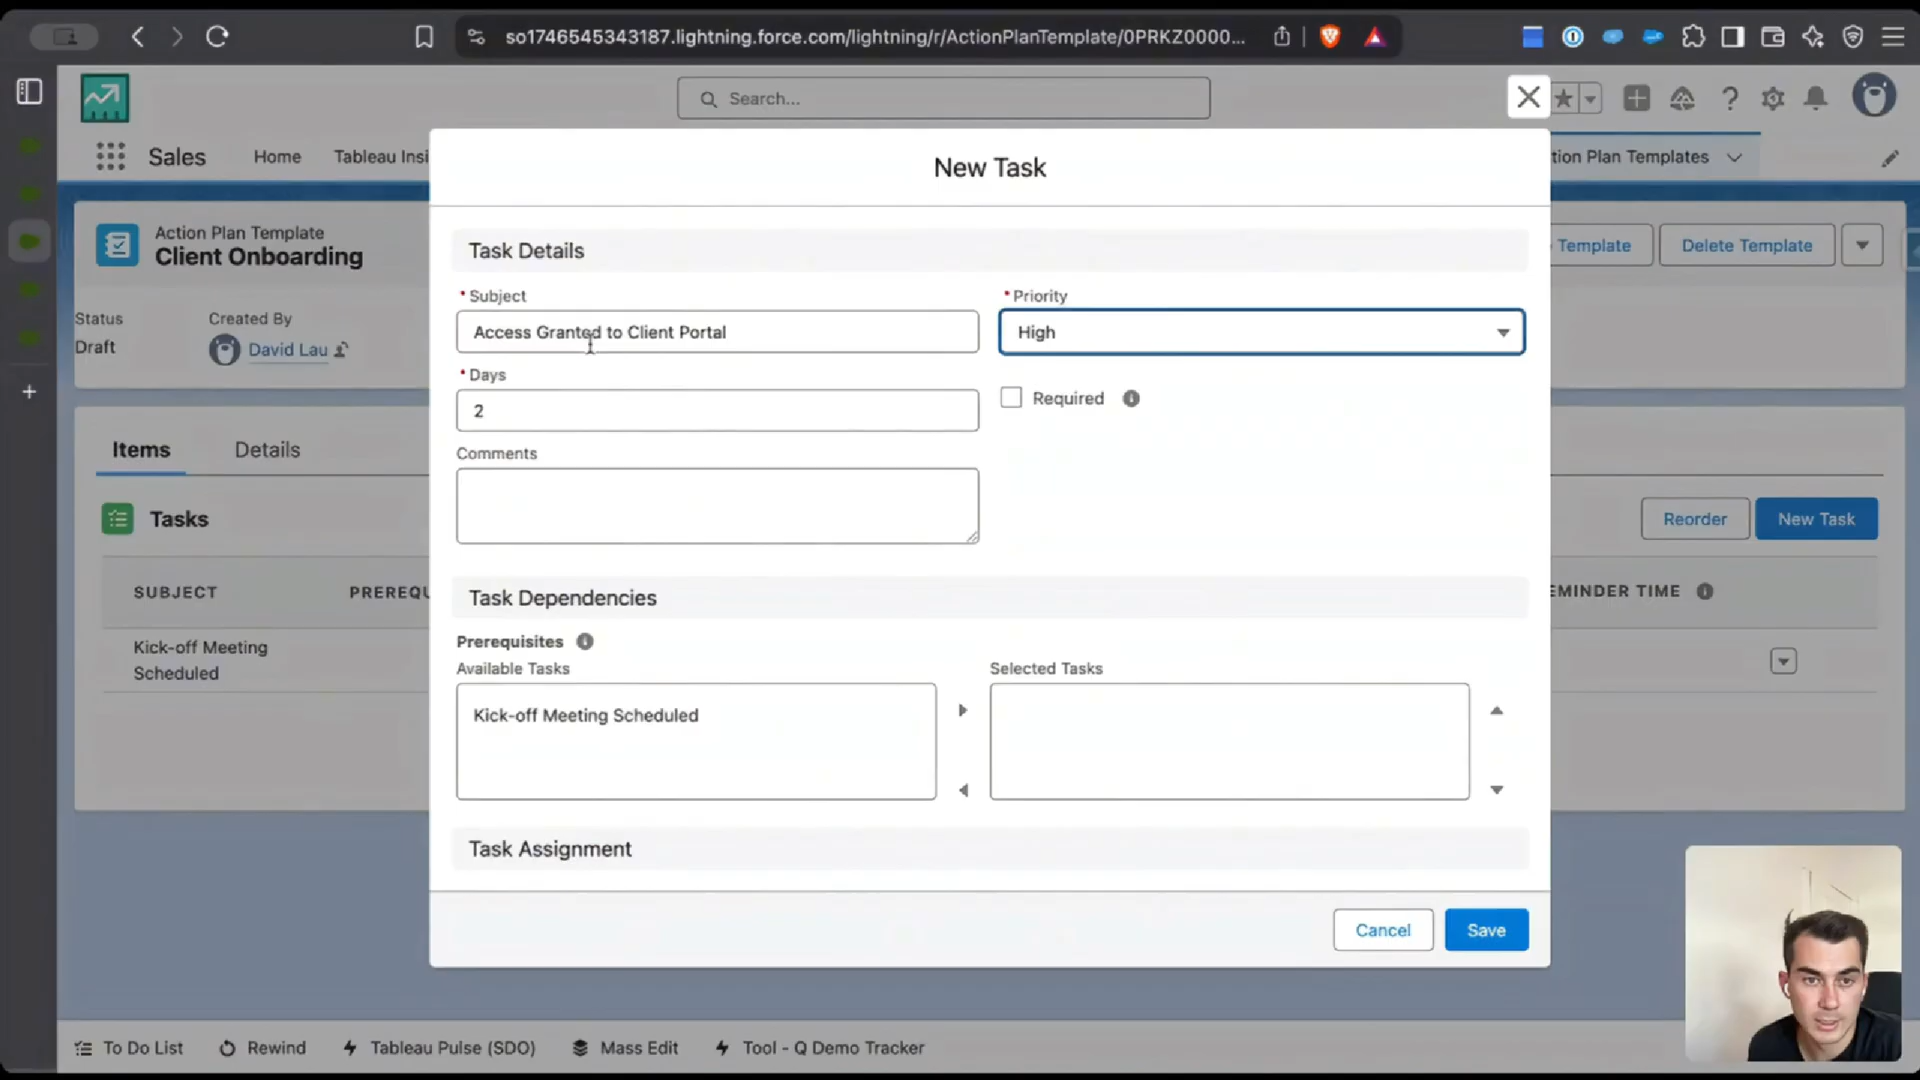 so1746545343187.lightning.force.com/lightning/r/ActionPlanTemplate/0PRKZ0000...
Search...
Sales
Home
Tableau Insi
tion Plan Templates
New Task
Action Plan Template
Client Onboarding
Template
Delete Template
Status
Draft
Created By
David Lau
Task Details
* Subject
Access Granted to Client Portal
* Priority
High
* Days
2
Required
Comments
Items
Details
Tasks
Reorder
New Task
SUBJECT
PREREQU
EMINDER TIME
Kick-off Meeting
Scheduled
Task Dependencies
Prerequisites
Available Tasks
Kick-off Meeting Scheduled
Selected Tasks
Task Assignment
Cancel
Save
To Do List
Rewind
Tableau Pulse (SDO)
Mass Edit
Tool - Q Demo Tracker